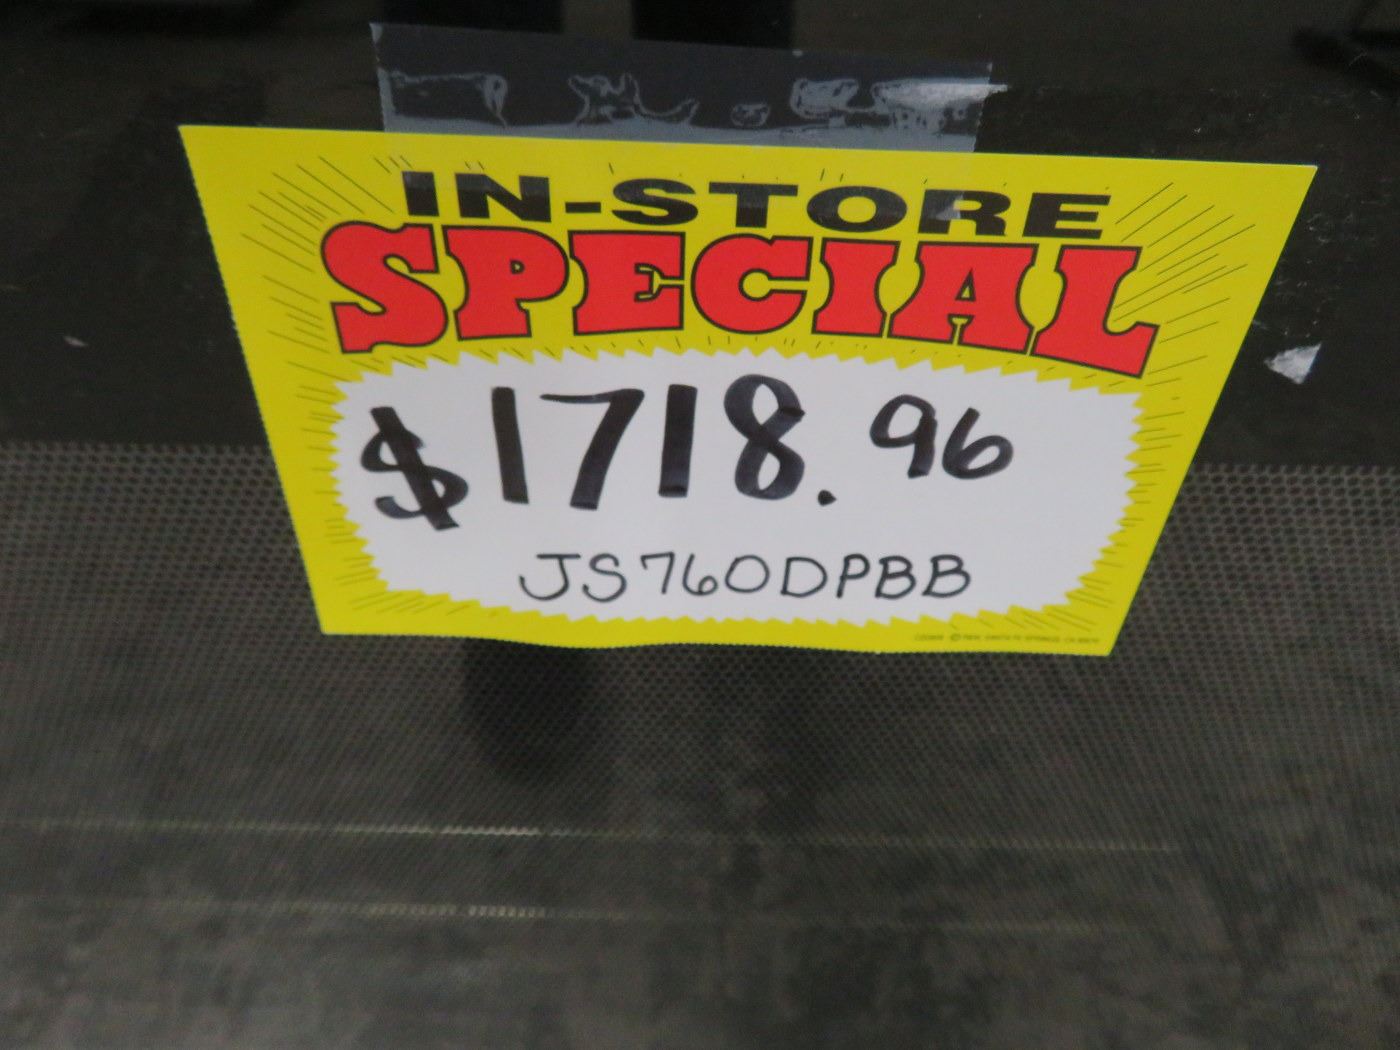 IN-STORE
SPECIAL
$1718.96
JS760DPBB